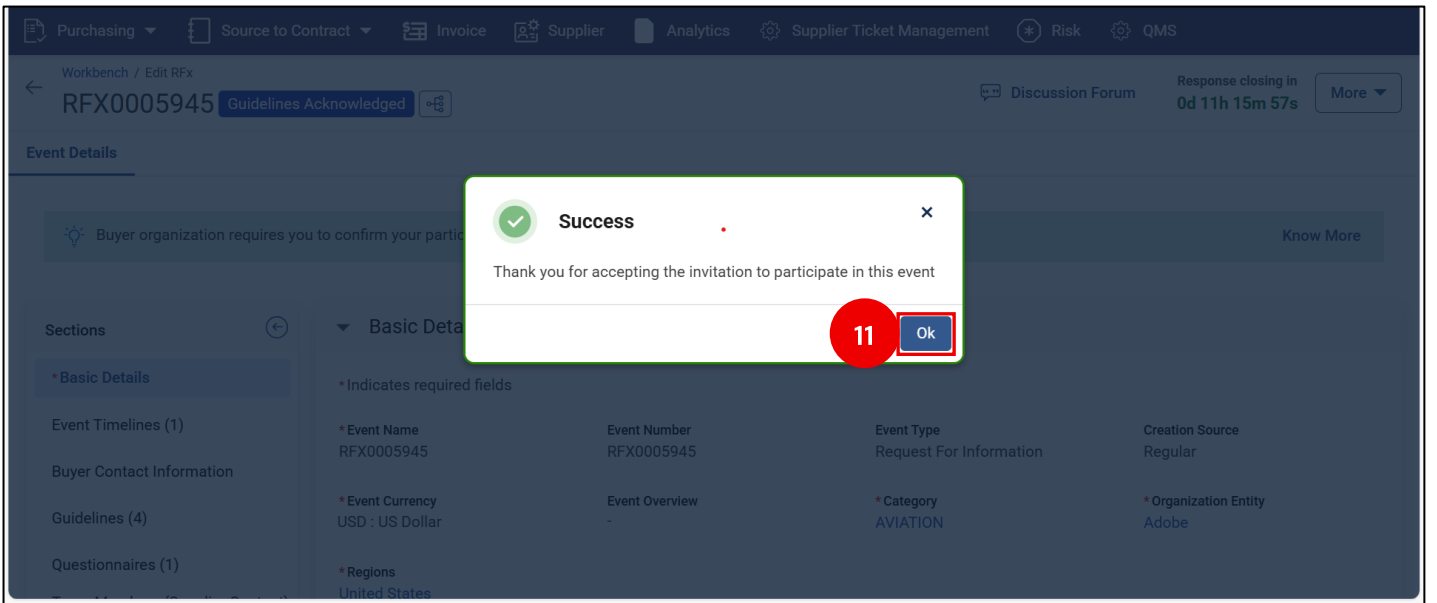 Purchasing Source to Contract Invoice Supplier Analytics Supplier Ticket Management Risk QMS
Workbench / Edit RFx
RFX0005945 Guidelines Acknowledged
Discussion Forum
Response closing in
0d 11h 15m 57s
More
Event Details
Buyer organization requires you to confirm your
Know More
Success
×
Thank you for accepting the invitation to participate in this event
11
Ok
Sections
*Basic Details
Event Timelines (1)
Buyer Contact Information
Guidelines (4)
Questionnaires (1)
Basic
*Indicates required fields
*Event Name
RFX0005945
Event Number
RFX0005945
Event Type
Request For Information
Creation Source
Regular
*Event Currency
USD : US Dollar
Event Overview
-
*Category
AVIATION
*Organization Entity
Adobe
*Regions
United States